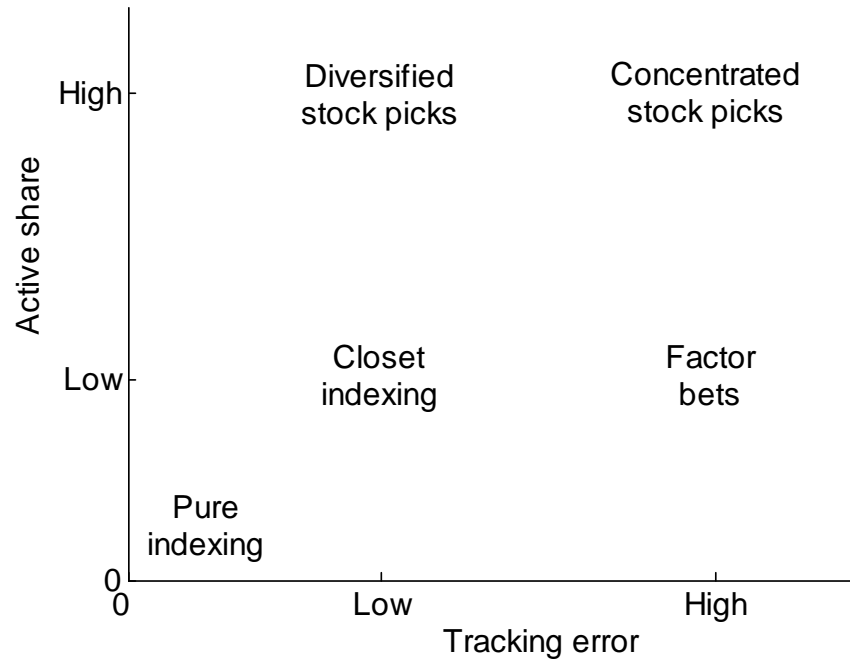 Diversified
stock picks
Concentrated
stock picks
High
Active share
Closet
indexing
Factor
bets
Low
Pure
indexing
0
0
Low
High
Tracking error